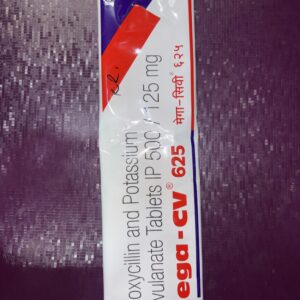 oxycillin and Potassium
vulanate Tablets IP 500 / 125 mg
ega-CV® 625 मेगा-सिवी® ६२५